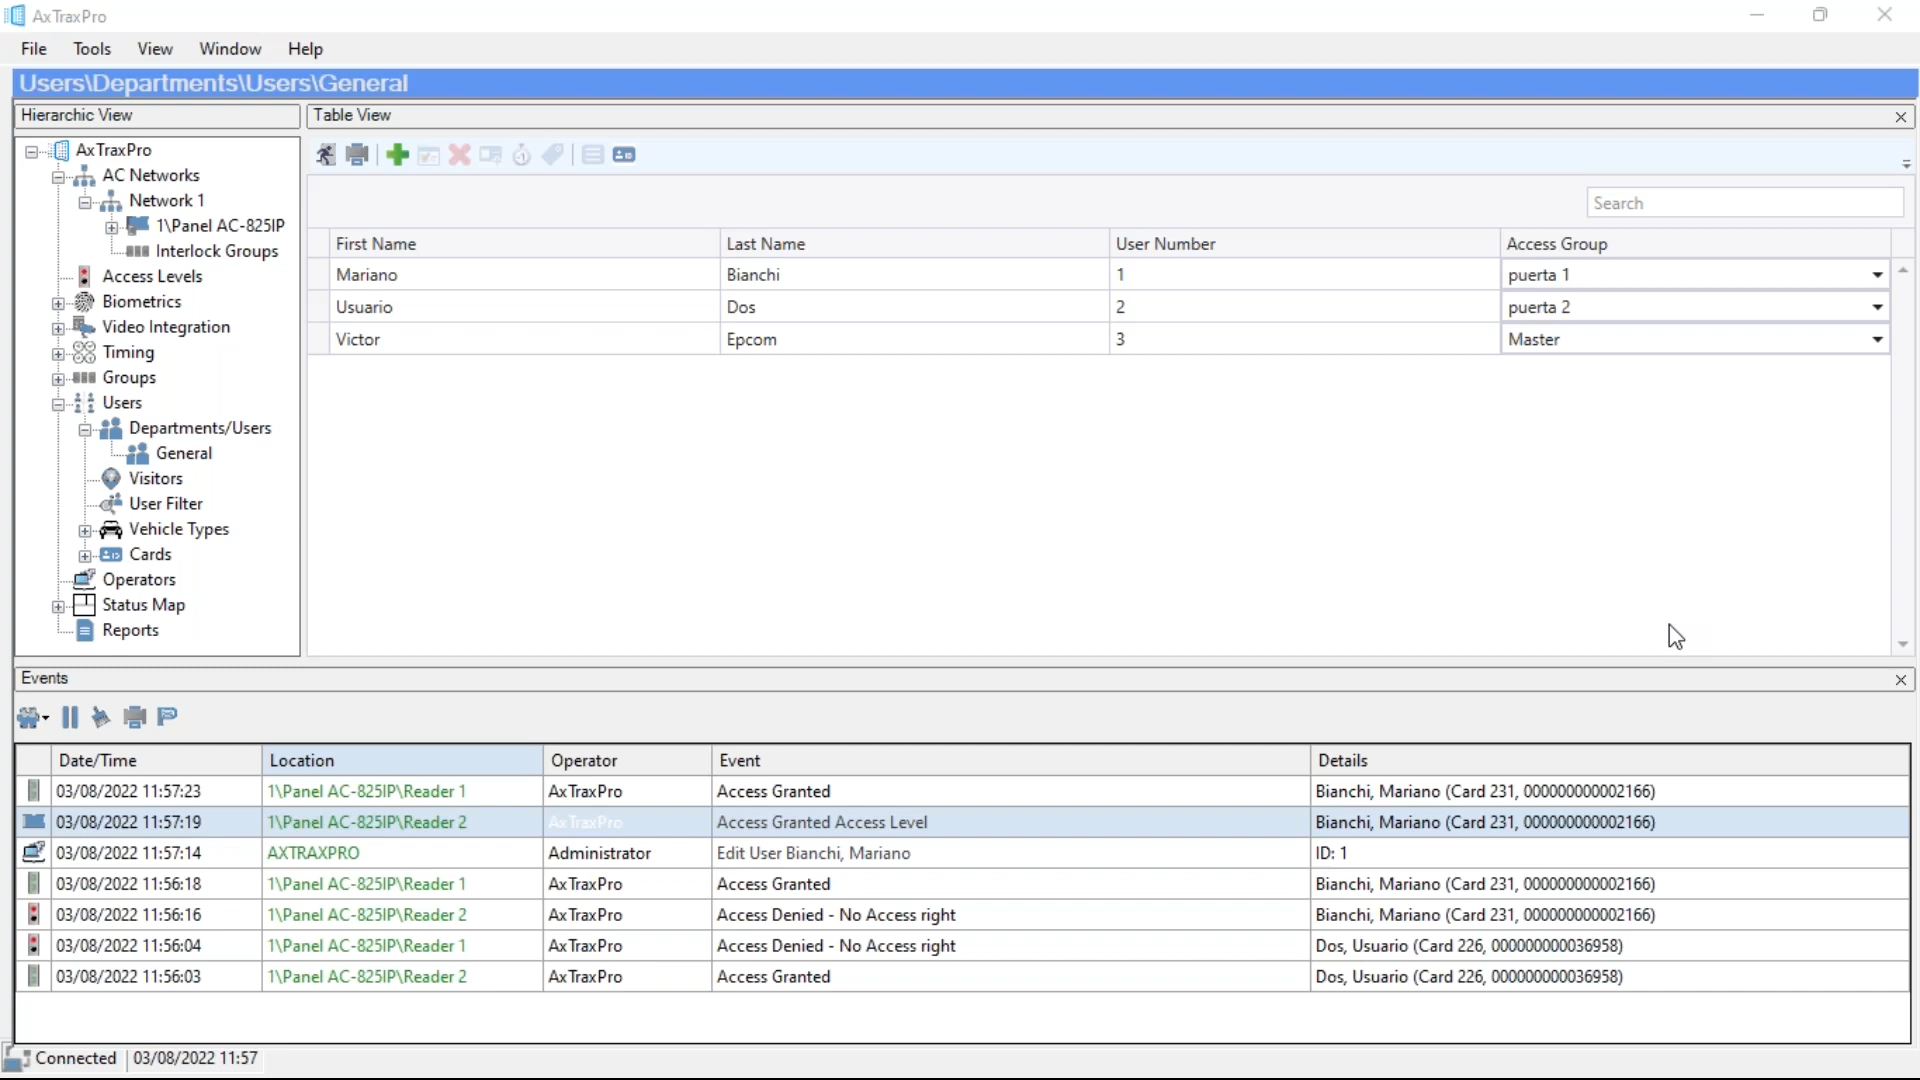 AxTraxPro
File Tools View Window Help
Users\Departments\Users\General
Hierarchic View
Table View
AxTraxPro
AC Networks
Network 1
1\Panel AC-825IP
Interlock Groups
Access Levels
Biometrics
Video Integration
Timing
Groups
Users
Departments/Users
General
Visitors
User Filter
Vehicle Types
Cards
Operators
Status Map
Reports
Search
First Name Last Name User Number Access Group
Mariano Bianchi 1 puerta 1
Usuario Dos 2 puerta 2
Victor Epcom 3 Master
Events
Date/Time Location Operator Event Details
03/08/2022 11:57:23 1\Panel AC-825IP\Reader 1 AxTraxPro Access Granted Bianchi, Mariano (Card 231, 000000000002166)
03/08/2022 11:57:19 1\Panel AC-825IP\Reader 2 AxTraxPro Access Granted Access Level Bianchi, Mariano (Card 231, 000000000002166)
03/08/2022 11:57:14 AXTRAXPRO Administrator Edit User Bianchi, Mariano ID: 1
03/08/2022 11:56:18 1\Panel AC-825IP\Reader 1 AxTraxPro Access Granted Bianchi, Mariano (Card 231, 000000000002166)
03/08/2022 11:56:16 1\Panel AC-825IP\Reader 2 AxTraxPro Access Denied - No Access right Bianchi, Mariano (Card 231, 000000000002166)
03/08/2022 11:56:04 1\Panel AC-825IP\Reader 1 AxTraxPro Access Denied - No Access right Dos, Usuario (Card 226, 000000000036958)
03/08/2022 11:56:03 1\Panel AC-825IP\Reader 2 AxTraxPro Access Granted Dos, Usuario (Card 226, 000000000036958)
Connected 03/08/2022 11:57